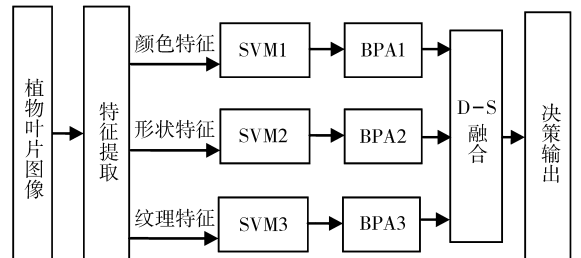 植物叶片图像
特征提取
颜色特征
SVM1
BPA1
形状特征
SVM2
BPA2
纹理特征
SVM3
BPA3
D-S
融合
决策输出